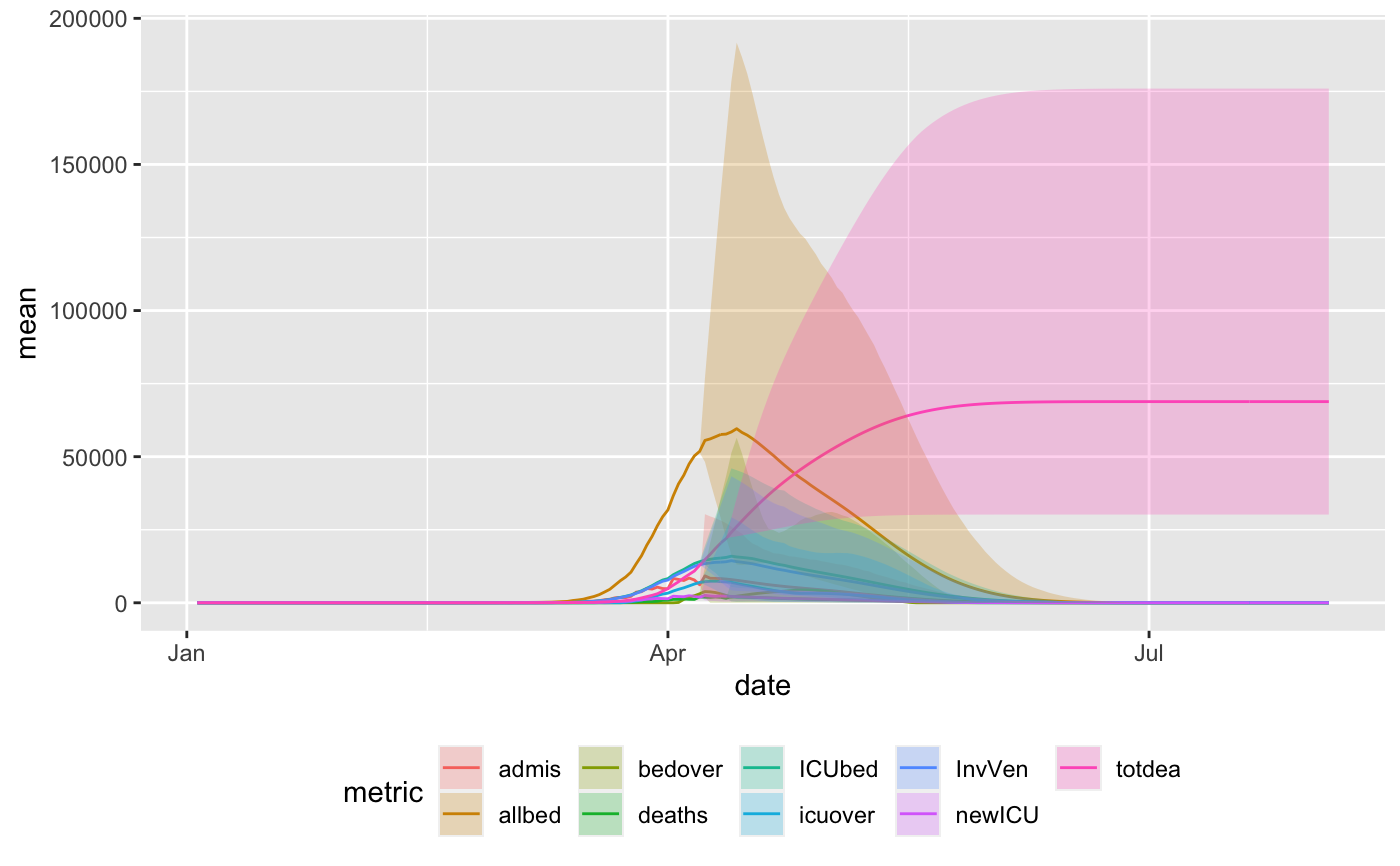 200000
150000
100000
50000
0
mean
Jan Apr Jul
date
metric
admis bedover ICUbed InvVen totdea
allbed deaths icuover newICU